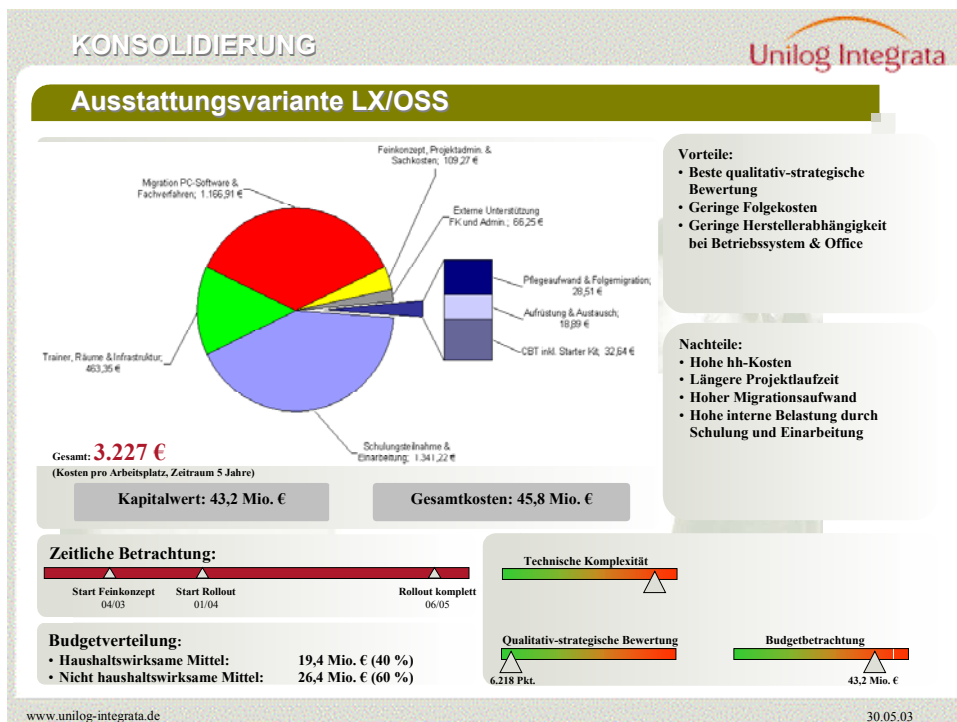 KONSOLIDIERUNG
Unilog Integrata
Ausstattungsvariante LX/OSS
Feinkonzept, Projektadmin. &
Sachkosten; 109,27 €
Migration PC-Software &
Fachverfahren; 1.166,91 €
Externe Unterstützung
FK und Admin.; 66,25 €
Pflegeaufwand & Folgemigration;
28,51 €
Aufrüstung & Austausch;
18,89 €
CBT inkl. Starter Kit; 32,64 €
Trainer, Räume & Infrastruktur;
463,35 €
Schulungsteilnahme &
Einarbeitung; 1.341,22 €
Gesamt: 3.227 €
(Kosten pro Arbeitsplatz, Zeitraum 5 Jahre)
Kapitalwert: 43,2 Mio. €
Gesamtkosten: 45,8 Mio. €
Vorteile:
• Beste qualitativ-strategische
Bewertung
• Geringe Folgekosten
• Geringe Herstellerabhängigkeit
bei Betriebssystem & Office
Nachteile:
• Hohe hh-Kosten
• Längere Projektlaufzeit
• Hoher Migrationsaufwand
• Hohe interne Belastung durch
Schulung und Einarbeitung
Zeitliche Betrachtung:
Start Feinkonzept
04/03
Start Rollout
01/04
Rollout komplett
06/05
Budgetverteilung:
• Haushaltswirksame Mittel: 19,4 Mio. € (40 %)
• Nicht haushaltswirksame Mittel: 26,4 Mio. € (60 %)
Technische Komplexität
Qualitativ-strategische Bewertung
6.218 Pkt.
Budgetbetrachtung
43,2 Mio. €
www.unilog-integrata.de
30.05.03